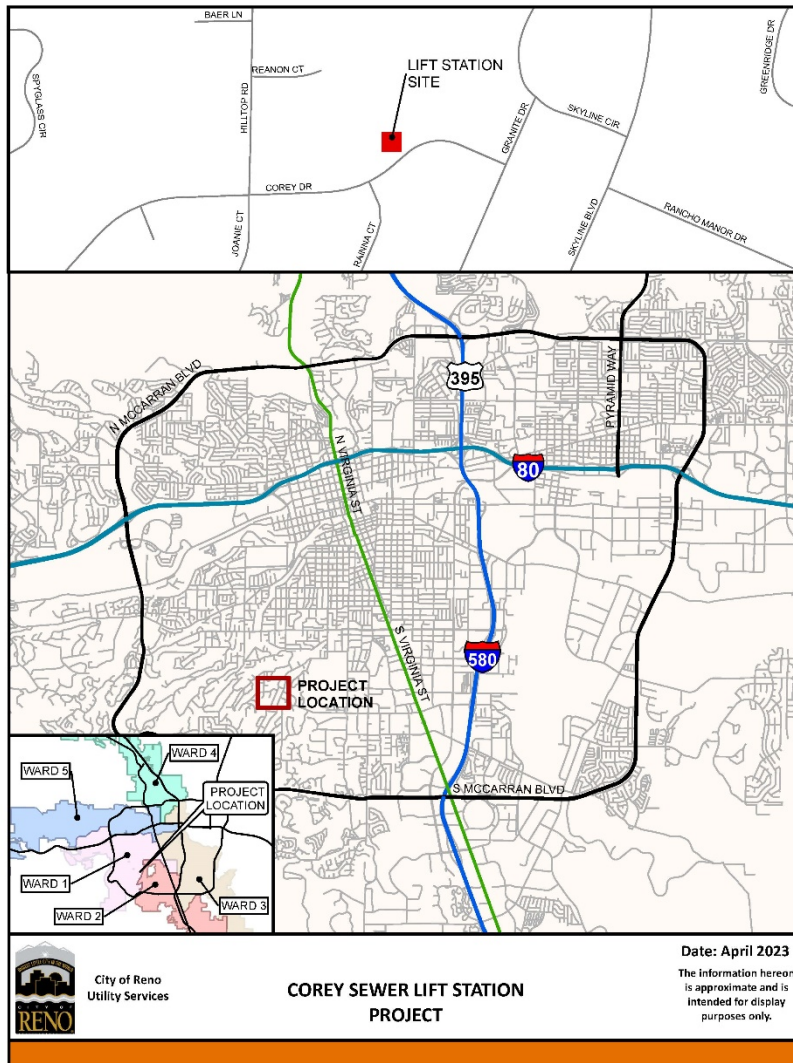 BAER LN
SPYGLASS CIR
HILLTOP RD
REANON CT
LIFT STATION
SITE
GRANITE DR
SKYLINE CIR
GREENRIDGE DR
COREY DR
JOANIE CT
RAINNA CT
SKYLINE BLVD
RANCHO MANOR DR
N MCCARRAN BLVD
395
PYRAMID WAY
N VIRGINIA ST
80
S VIRGINIA ST
580
PROJECT
LOCATION
S MCCARRAN BLVD
WARD 4
WARD 5
PROJECT
LOCATION
WARD 1
WARD 2
WARD 3
CITY OF
RENO
City of Reno
Utility Services
COREY SEWER LIFT STATION
PROJECT
Date: April 2023
The information hereon
is approximate and is
intended for display
purposes only.